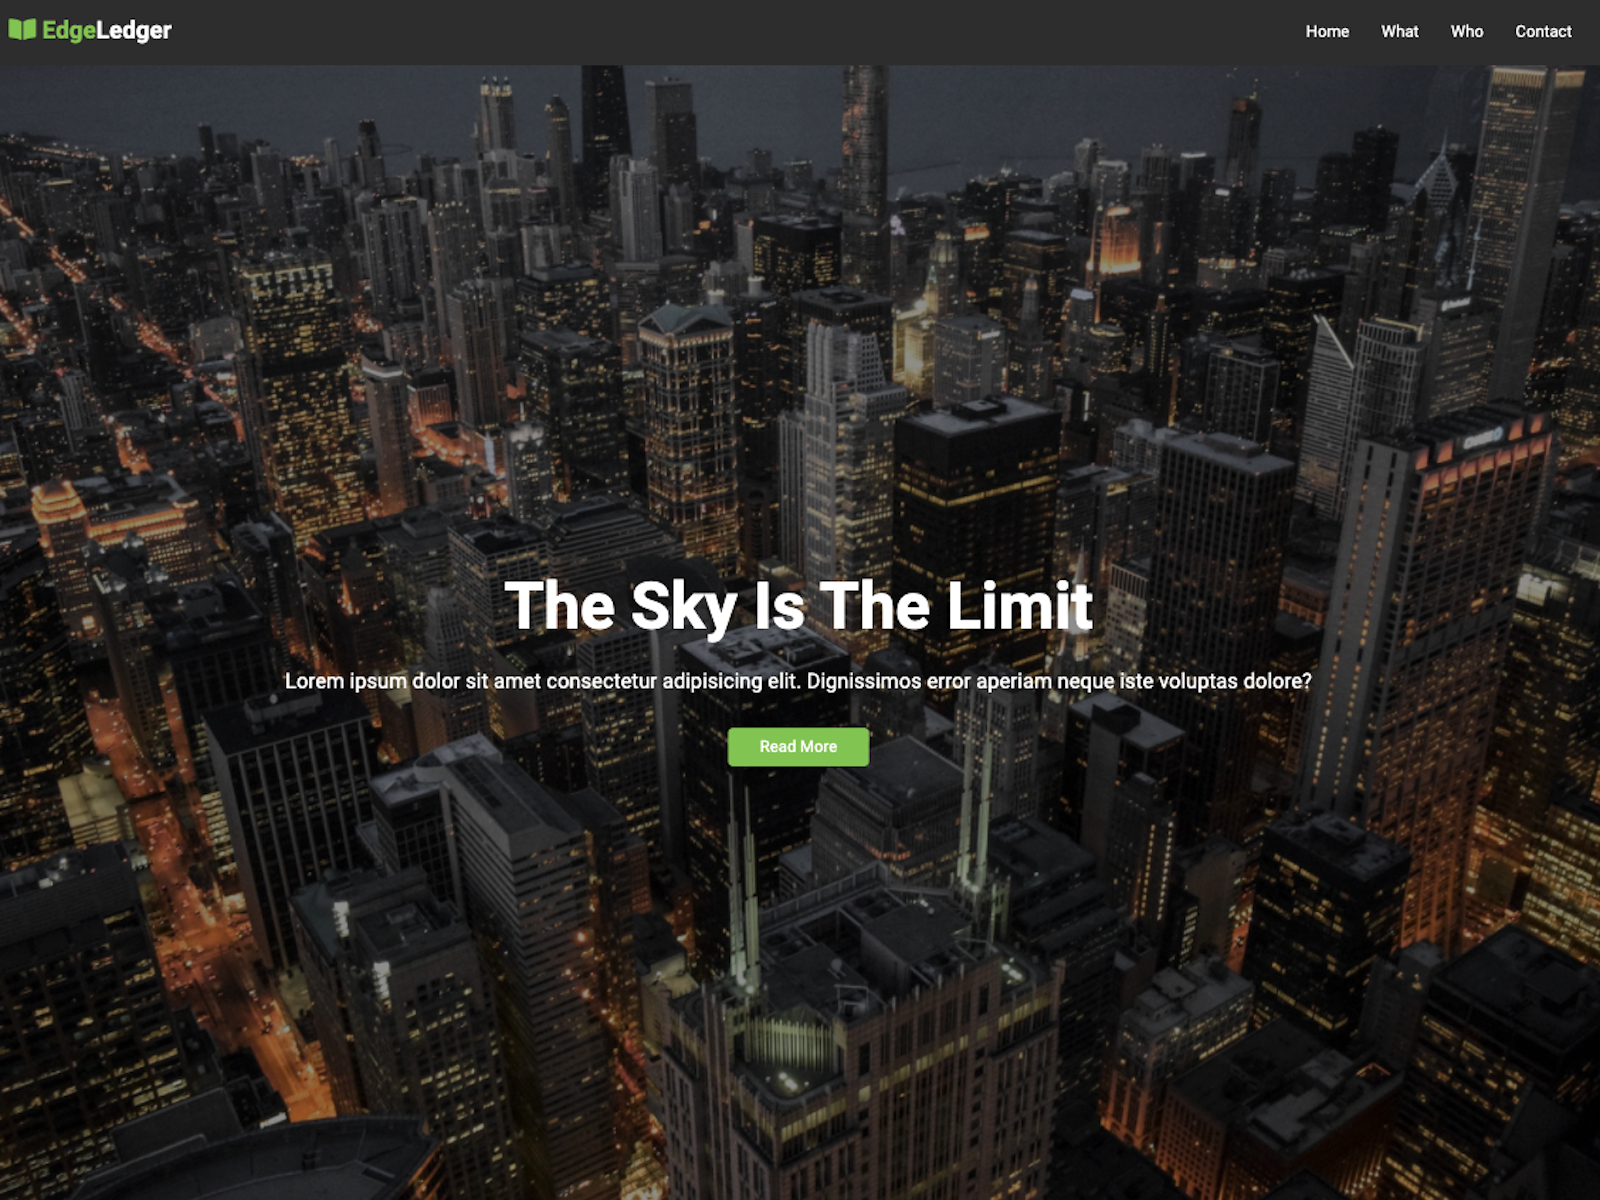 EdgeLedger
Home What Who Contact
The Sky Is The Limit
Lorem ipsum dolor sit amet consectetur adipisicing elit. Dignissimos error aperiam neque iste voluptas dolore?
Read More